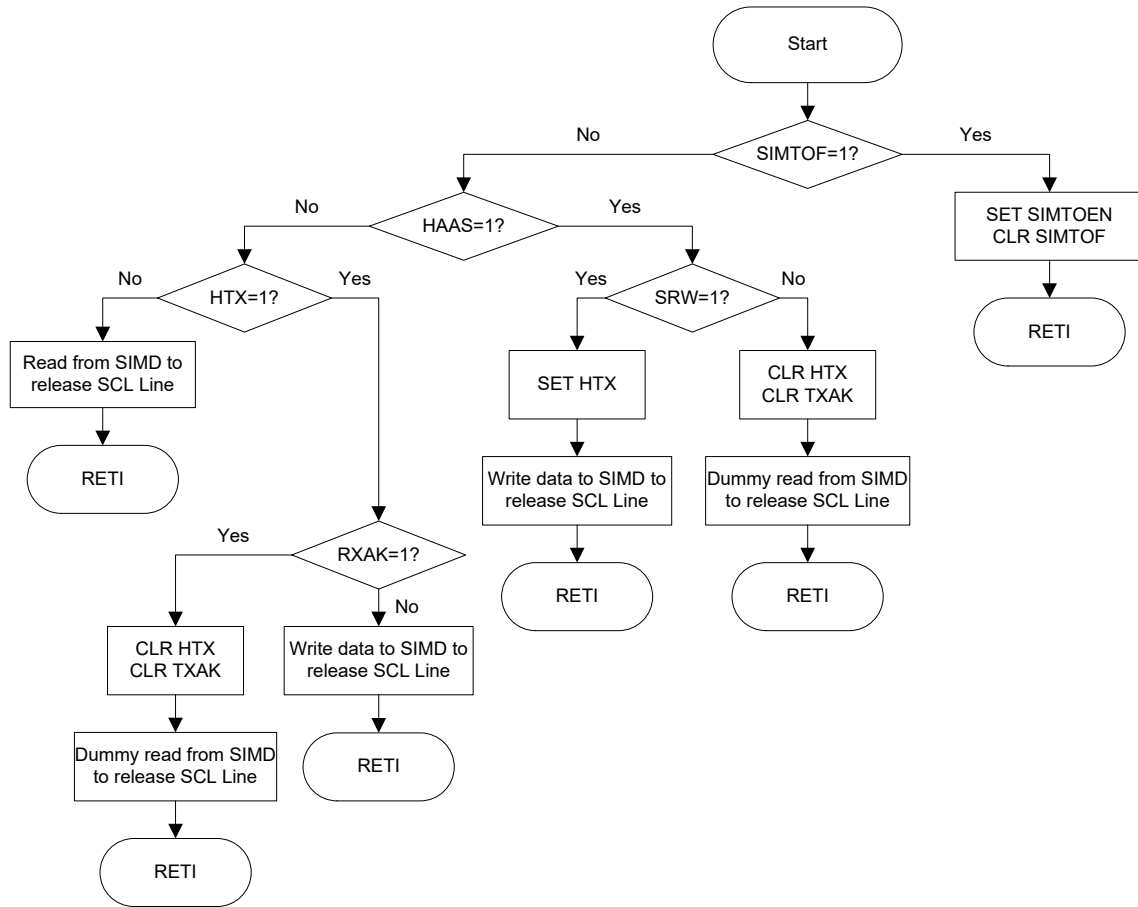 Start
No
Yes
SIMTOF=1?
No
Yes
HAAS=1?
SET SIMTOEN
CLR SIMTOF
No
Yes
Yes
No
HTX=1?
SRW=1?
RETI
Read from SIMD to
release SCL Line
SET HTX
CLR HTX
CLR TXAK
RETI
Write data to SIMD to
release SCL Line
Dummy read from SIMD
to release SCL Line
Yes
RXAK=1?
RETI
RETI
No
CLR HTX
CLR TXAK
Write data to SIMD to
release SCL Line
Dummy read from SIMD
to release SCL Line
RETI
RETI